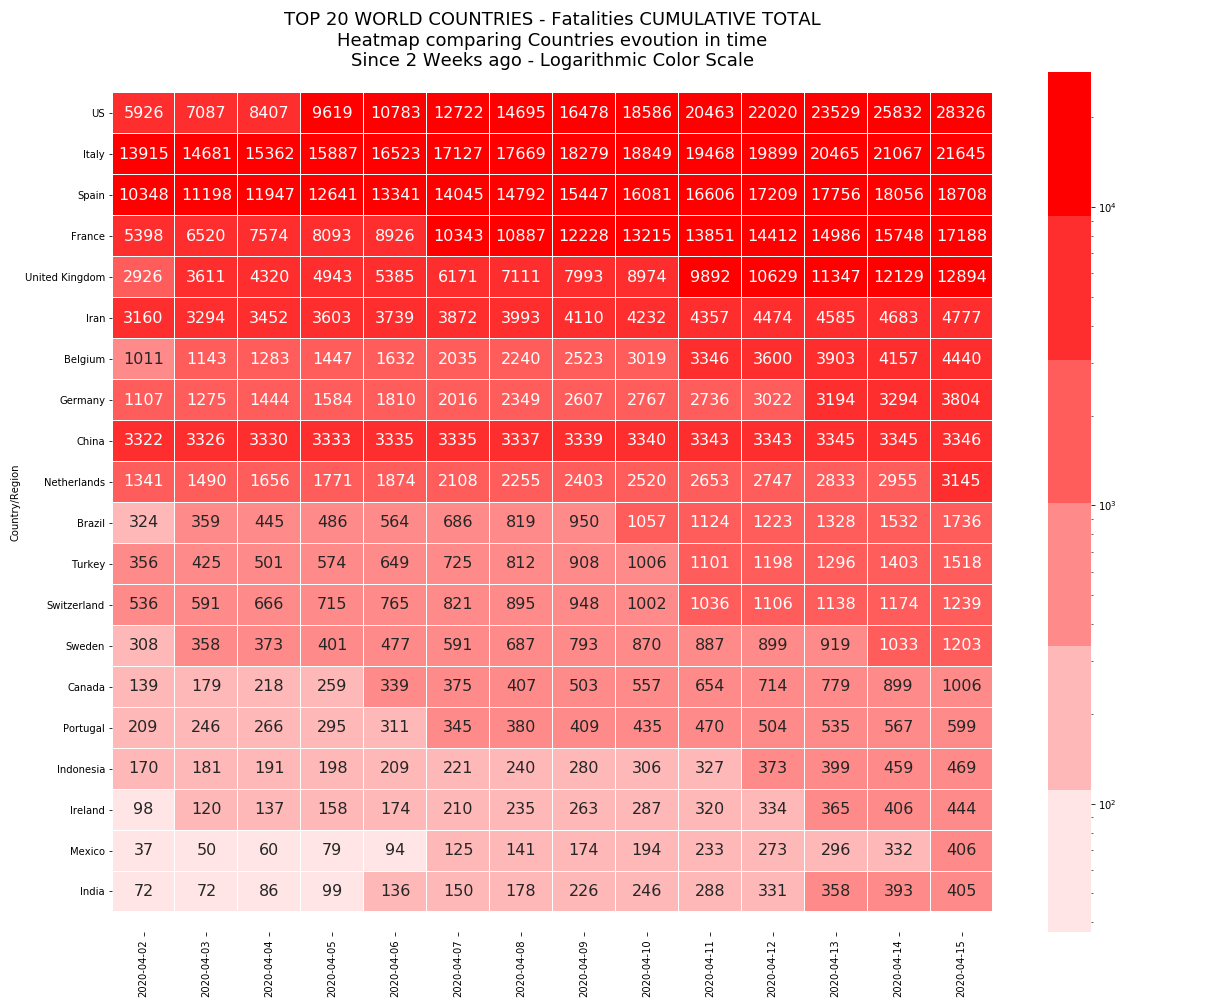 TOP 20 WORLD COUNTRIES - Fatalities CUMULATIVE TOTAL
Heatmap comparing Countries evoution in time
Since 2 Weeks ago - Logarithmic Color Scale
US 5926 7087 8407 9619 10783 12722 14695 16478 18586 20463 22020 23529 25832 28326
Italy 13915 14681 15362 15887 16523 17127 17669 18279 18849 19468 19899 20465 21067 21645
Spain 10348 11198 11947 12641 13341 14045 14792 15447 16081 16606 17209 17756 18056 18708
France 5398 6520 7574 8093 8926 10343 10887 12228 13215 13851 14412 14986 15748 17188
United Kingdom 2926 3611 4320 4943 5385 6171 7111 7993 8974 9892 10629 11347 12129 12894
Iran 3160 3294 3452 3603 3739 3872 3993 4110 4232 4357 4474 4585 4683 4777
Belgium 1011 1143 1283 1447 1632 2035 2240 2523 3019 3346 3600 3903 4157 4440
Germany 1107 1275 1444 1584 1810 2016 2349 2607 2767 2736 3022 3194 3294 3804
China 3322 3326 3330 3333 3335 3335 3337 3339 3340 3343 3343 3345 3345 3346
Netherlands 1341 1490 1656 1771 1874 2108 2255 2403 2520 2653 2747 2833 2955 3145
Brazil 324 359 445 486 564 686 819 950 1057 1124 1223 1328 1532 1736
Turkey 356 425 501 574 649 725 812 908 1006 1101 1198 1296 1403 1518
Switzerland 536 591 666 715 765 821 895 948 1002 1036 1106 1138 1174 1239
Sweden 308 358 373 401 477 591 687 793 870 887 899 919 1033 1203
Canada 139 179 218 259 339 375 407 503 557 654 714 779 899 1006
Portugal 209 246 266 295 311 345 380 409 435 470 504 535 567 599
Indonesia 170 181 191 198 209 221 240 280 306 327 373 399 459 469
Ireland 98 120 137 158 174 210 235 263 287 320 334 365 406 444
Mexico 37 50 60 79 94 125 141 174 194 233 273 296 332 406
India 72 72 86 99 136 150 178 226 246 288 331 358 393 405
2020-04-02 2020-04-03 2020-04-04 2020-04-05 2020-04-06 2020-04-07 2020-04-08 2020-04-09 2020-04-10 2020-04-11 2020-04-12 2020-04-13 2020-04-14 2020-04-15
Country/Region
10⁴
10³
10²